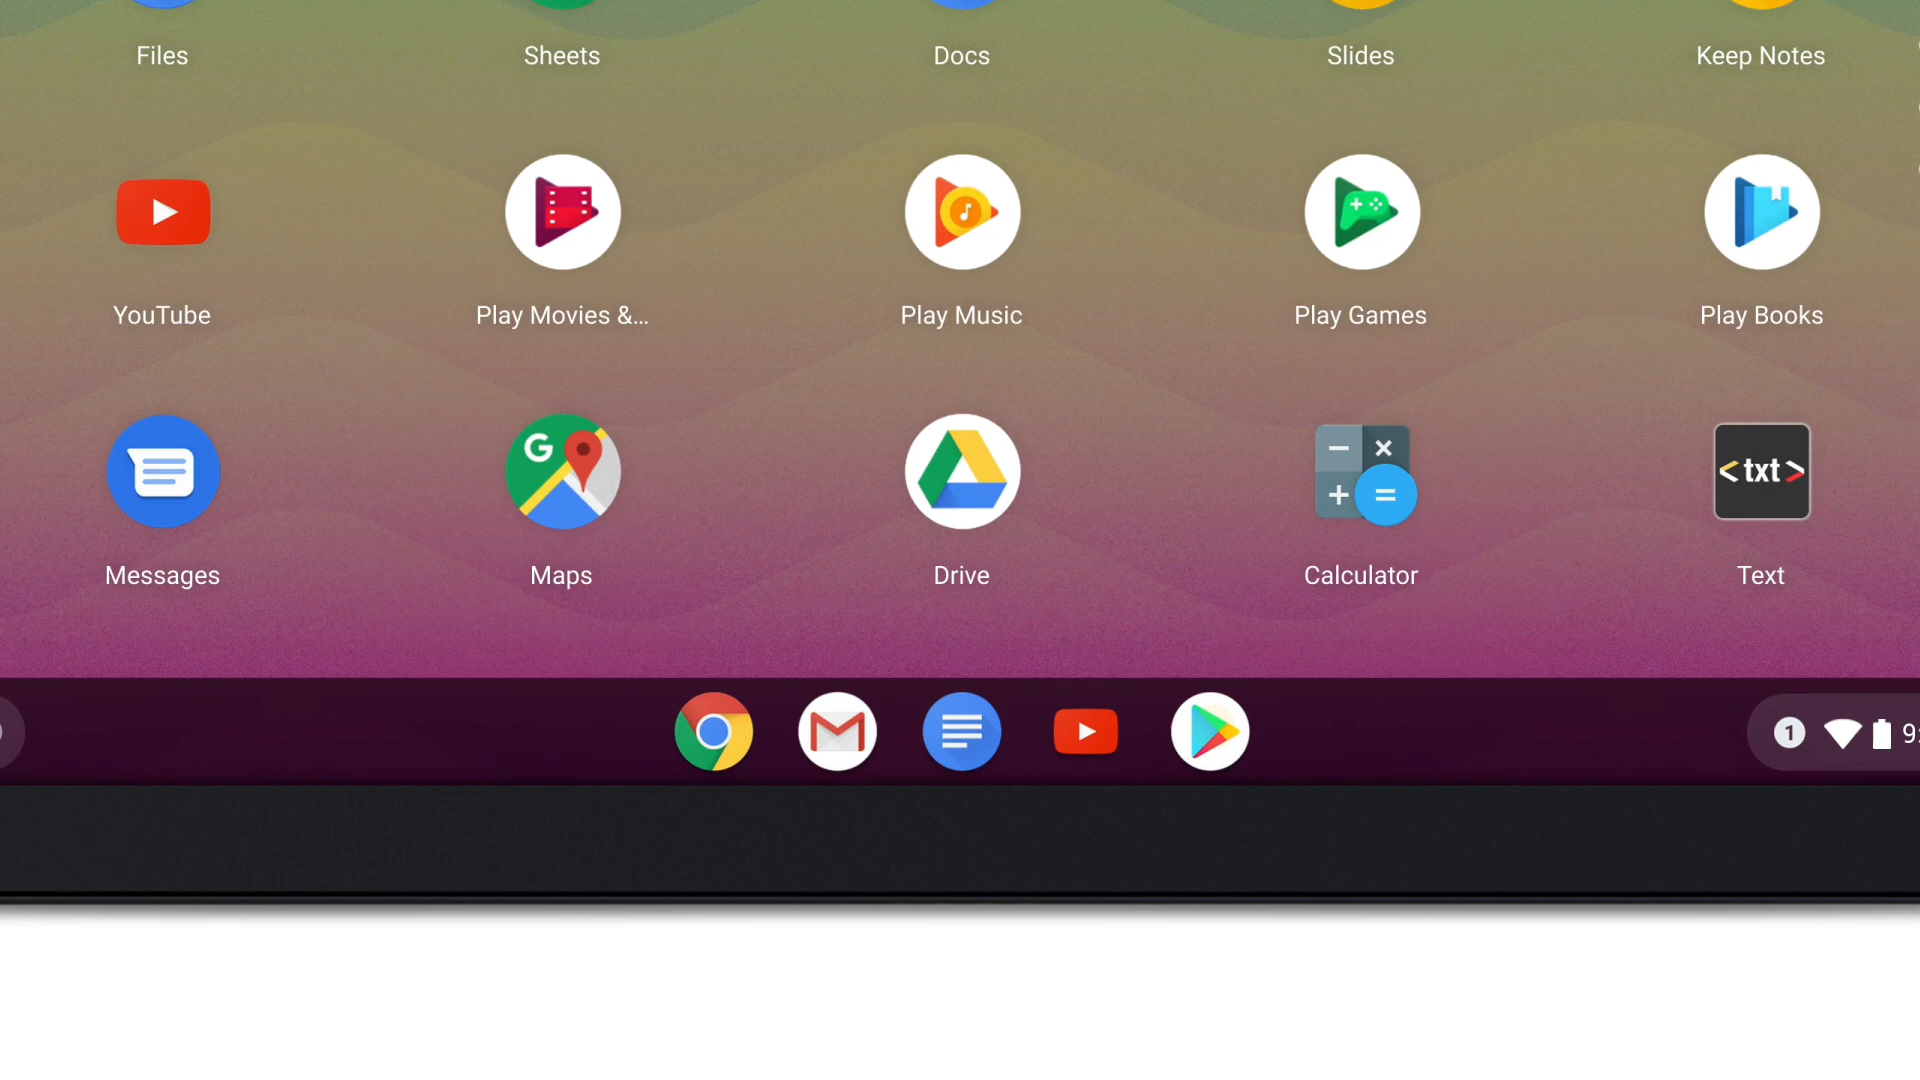 Files Sheets Docs Slides Keep Notes
YouTube Play Movies &... Play Music Play Games Play Books
G
<txt>
Messages Maps Drive Calculator Text
1 9: